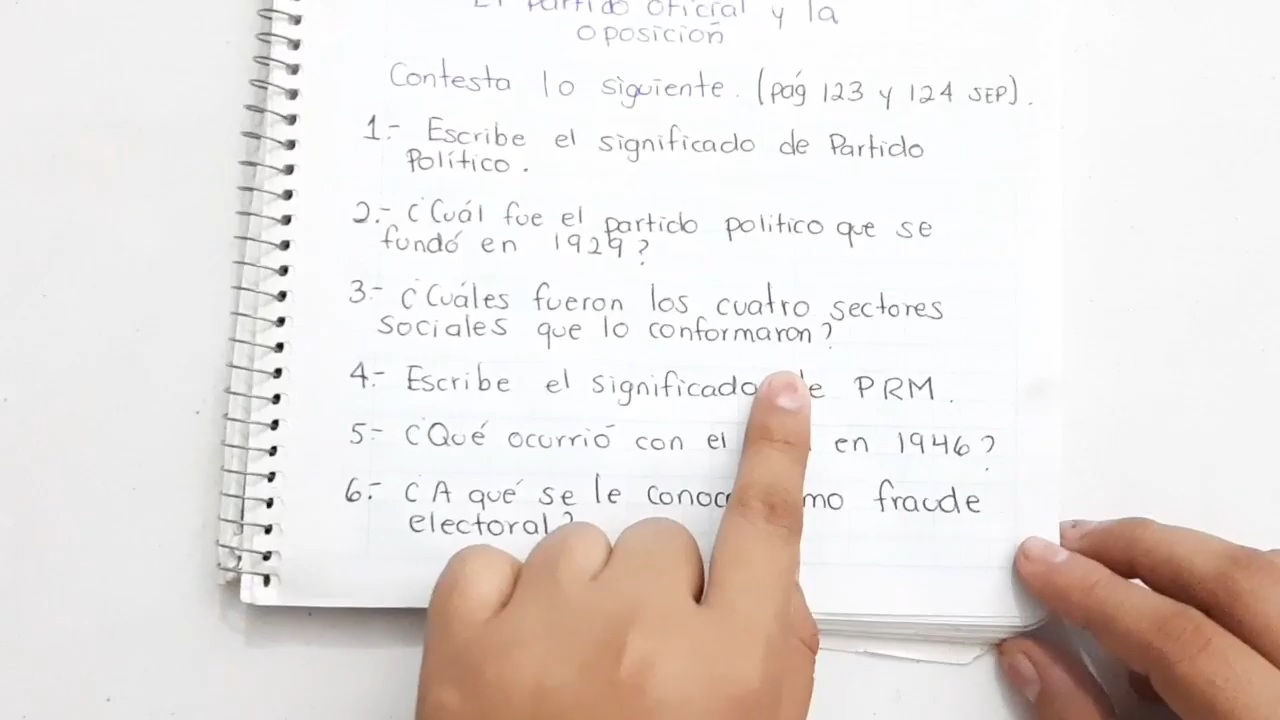 El Partido Oficial y la
oposición
Contesta lo siguiente. (pág 123 y 124 SEP).
1.- Escribe el significado de Partido
Político.
2.- ¿Cuál fue el partido politico que se
fundó en 1929?
3.- ¿Cuáles fueron los cuatro sectores
sociales que lo conformaron?
4.- Escribe el significado de PRM.
5.- ¿Qué ocurrió con el en 1946?
6.- ¿A qué se le fraude
electoral?